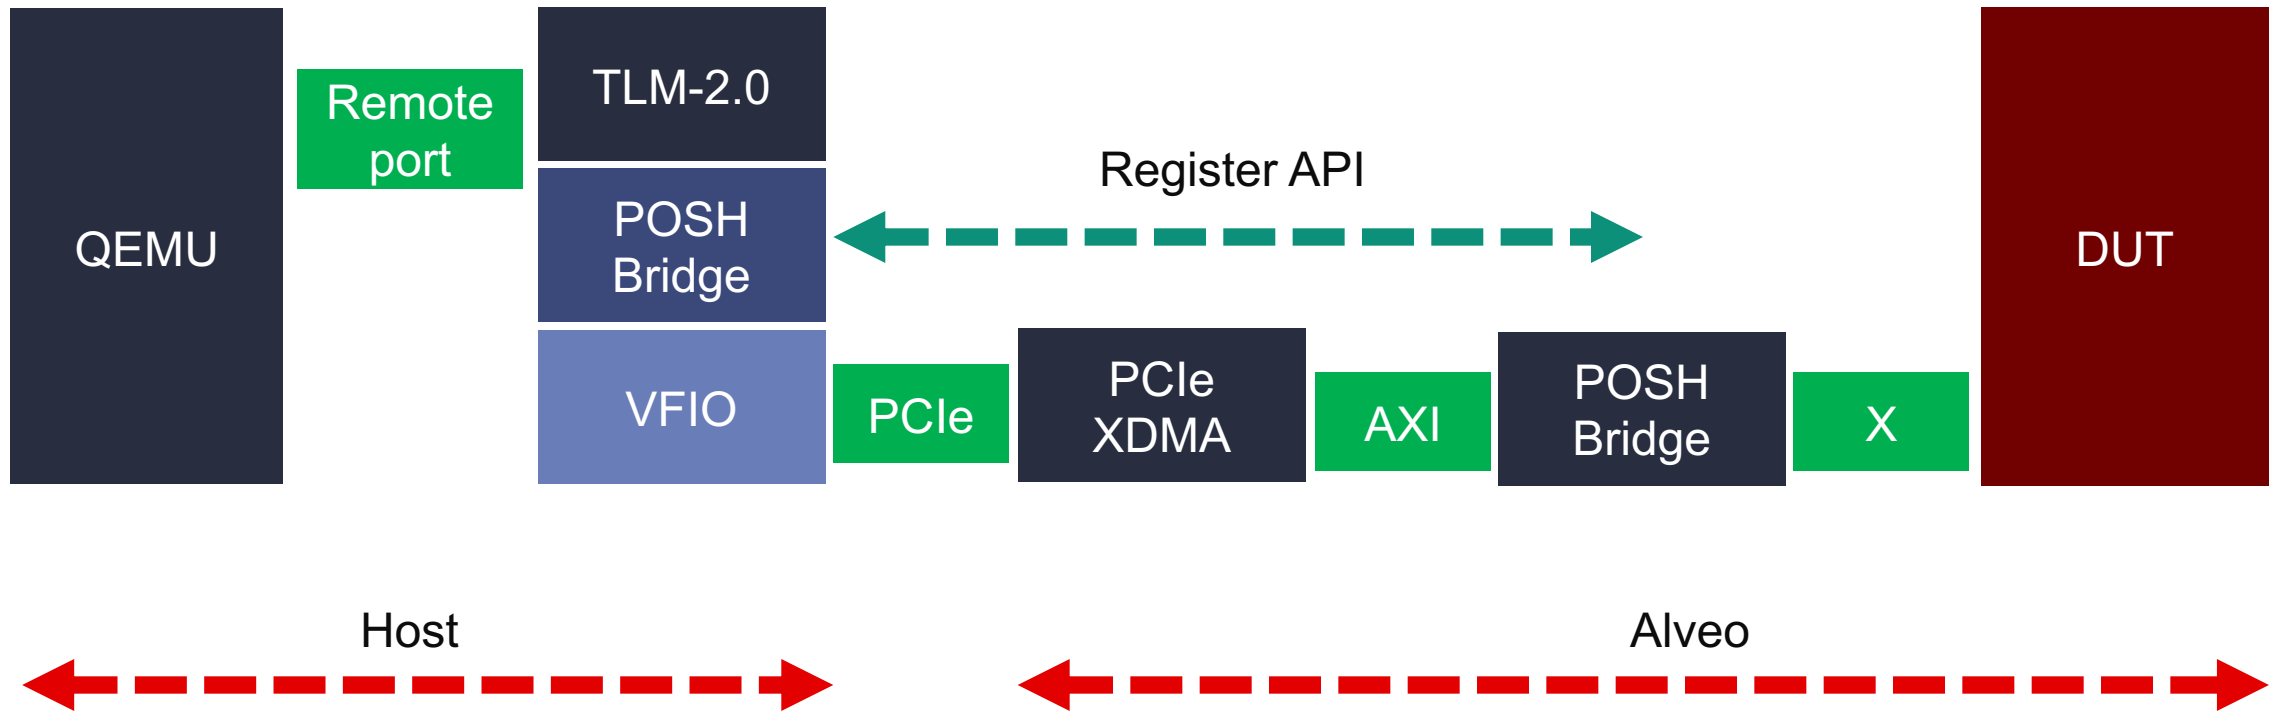 QEMU
Remote
port
TLM-2.0
POSH
Bridge
VFIO
Register API
PCIe
PCIe
XDMA
AXI
POSH
Bridge
X
DUT
Host
Alveo